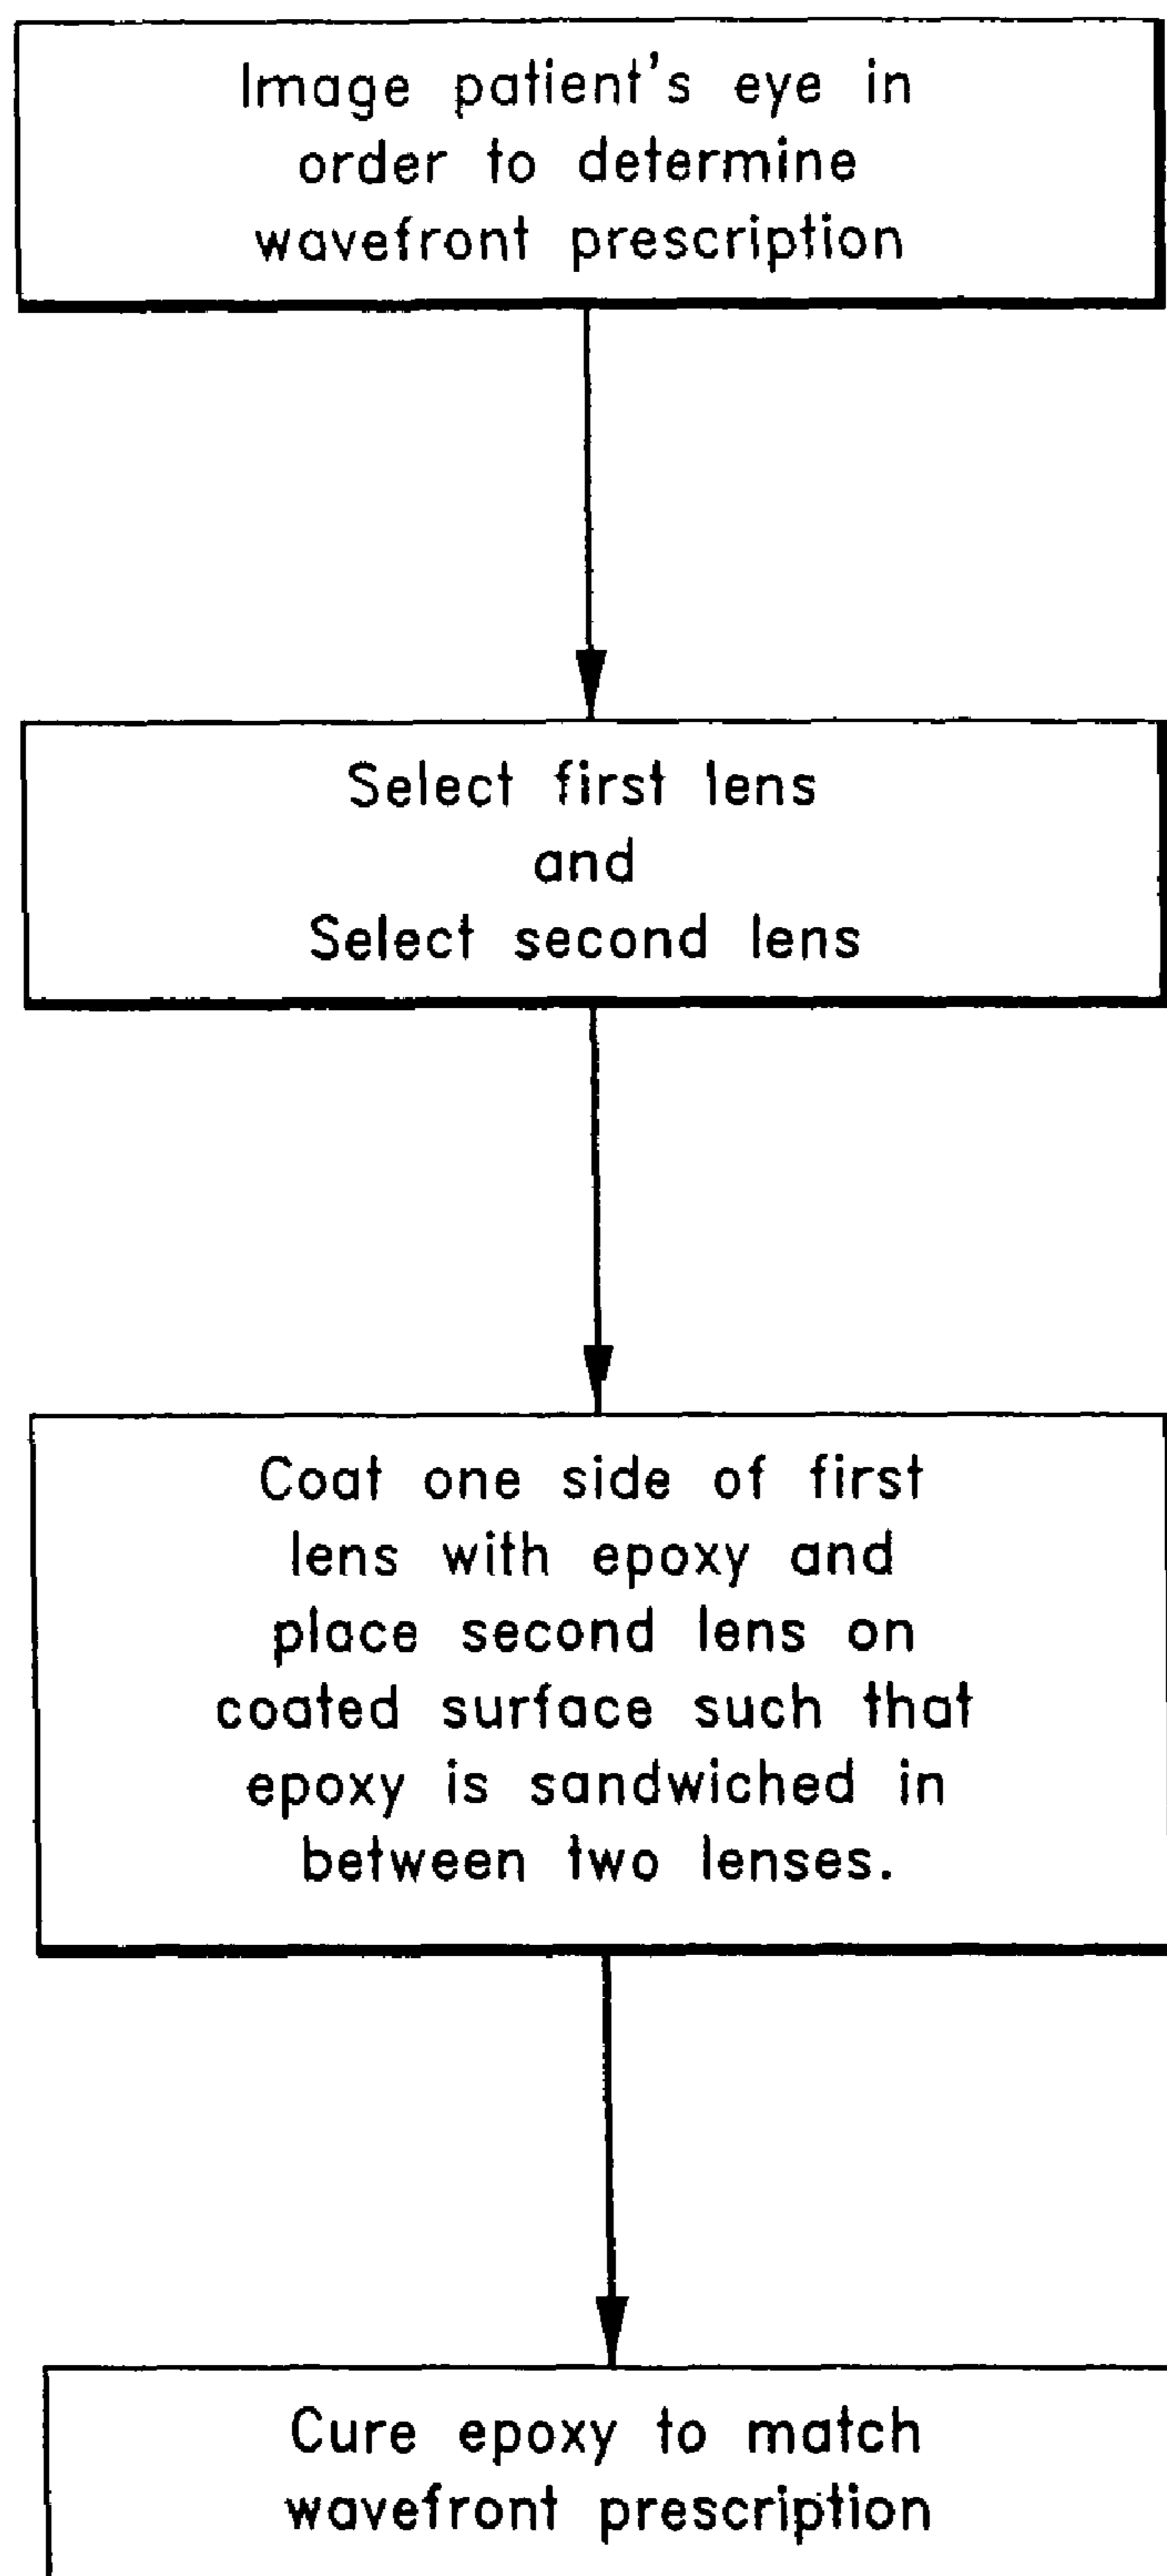 Image patient's eye in
order to determine
wavefront prescription
Select first lens
and
Select second lens
Coat one side of first
lens with epoxy and
place second lens on
coated surface such that
epoxy is sandwiched in
between two lenses.
Cure epoxy to match
wavefront prescription